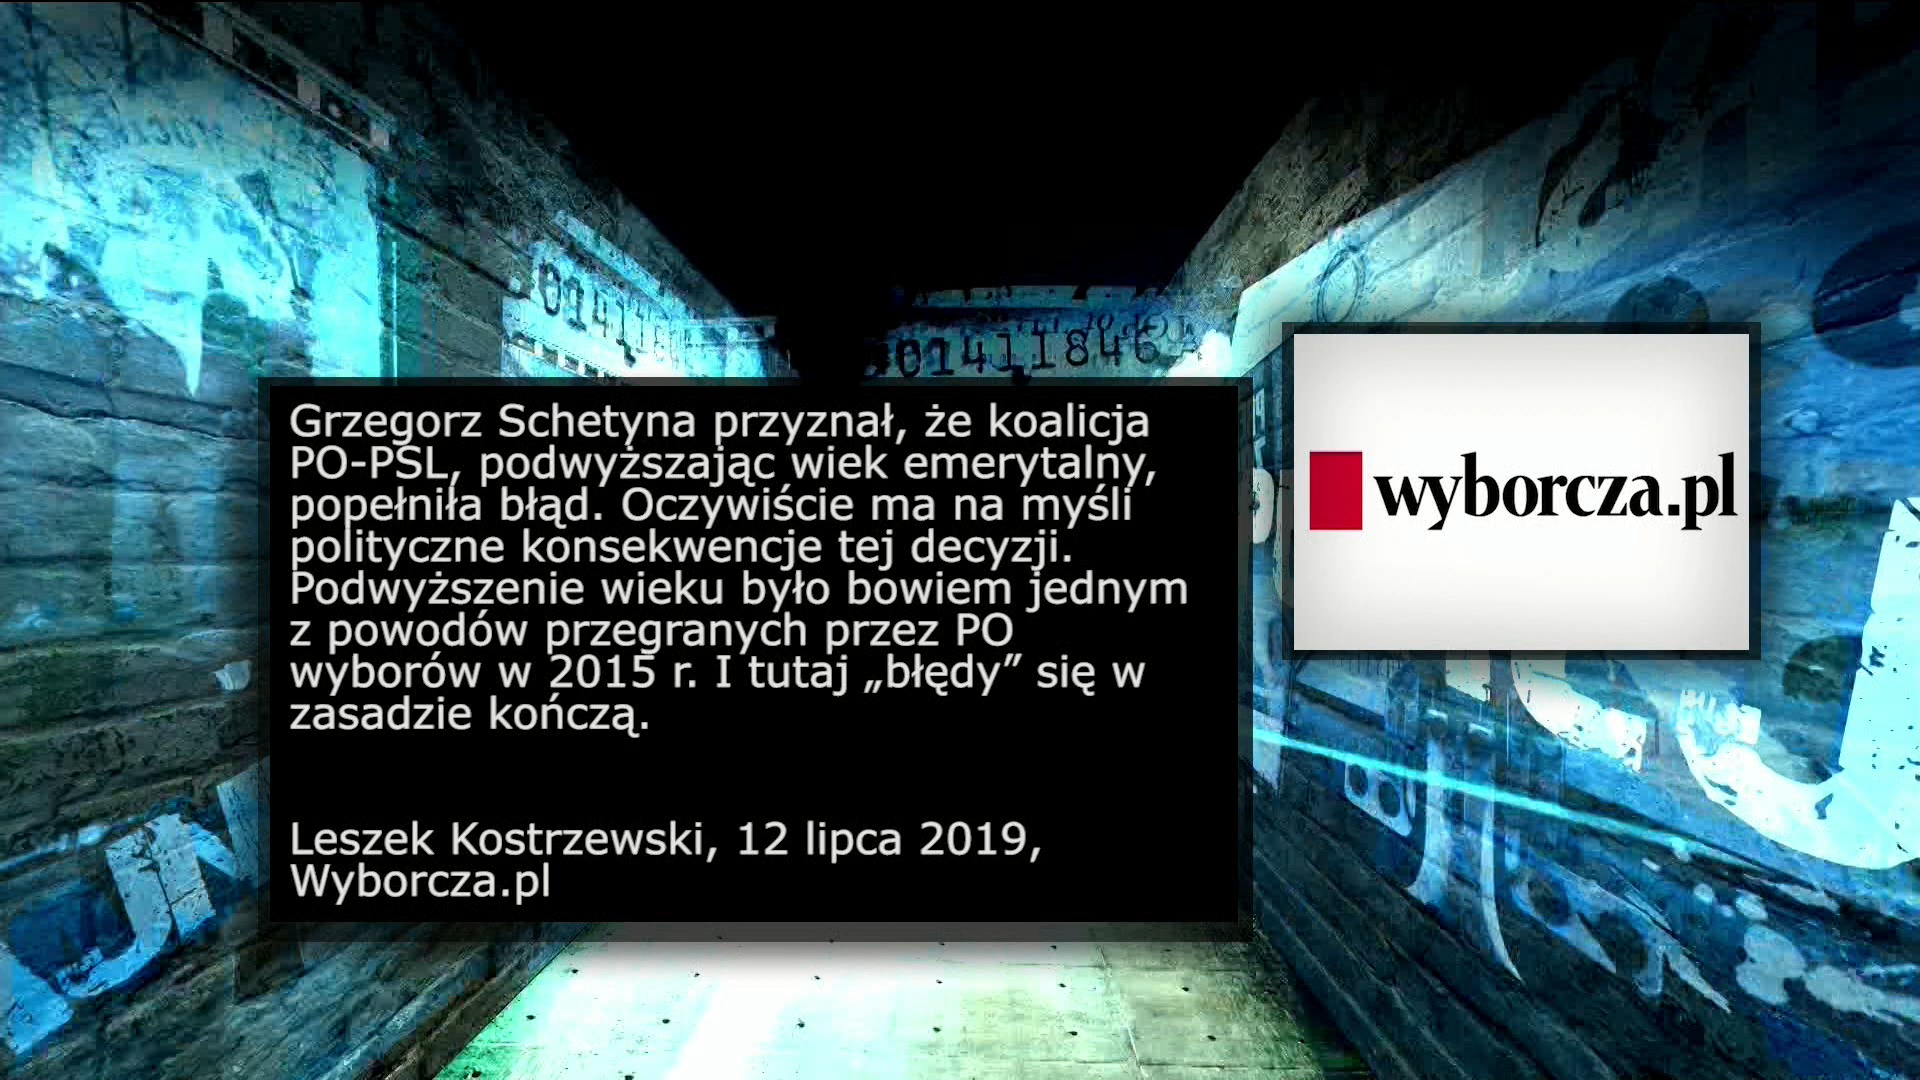 01411
001411846
Grzegorz Schetyna przyznał, że koalicja
PO-PSL, podwyższając wiek emerytalny,
popełniła błąd. Oczywiście ma na myśli
polityczne konsekwencje tej decyzji.
Podwyższenie wieku było bowiem jednym
z powodów przegranych przez PO
wyborów w 2015 r. I tutaj „błędy” się w
zasadzie kończą.
Leszek Kostrzewski, 12 lipca 2019,
Wyborcza.pl
wyborcza.pl